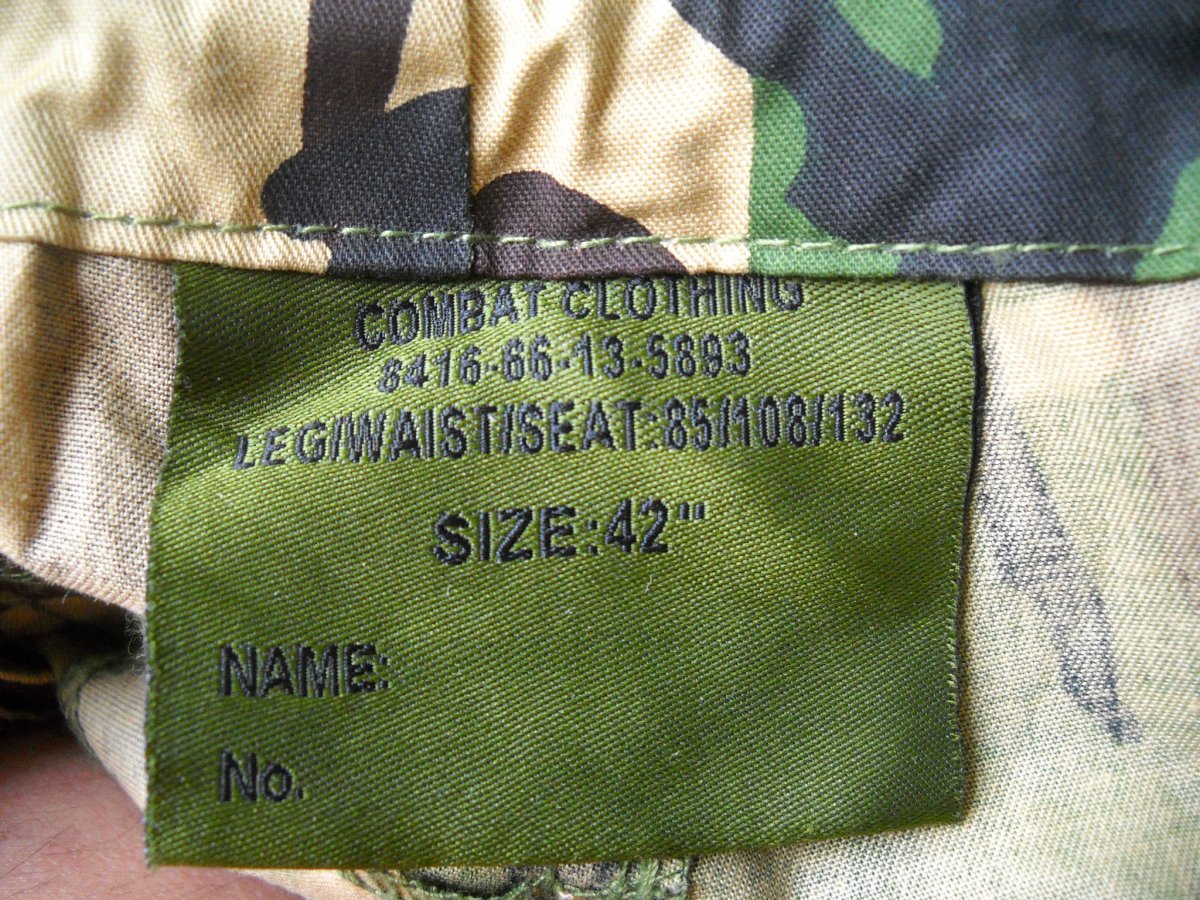 COMBAT CLOTHING
8416-66-13-5893
LEG/WAIST/SEAT:85/108/132
SIZE:42"
NAME:
No.